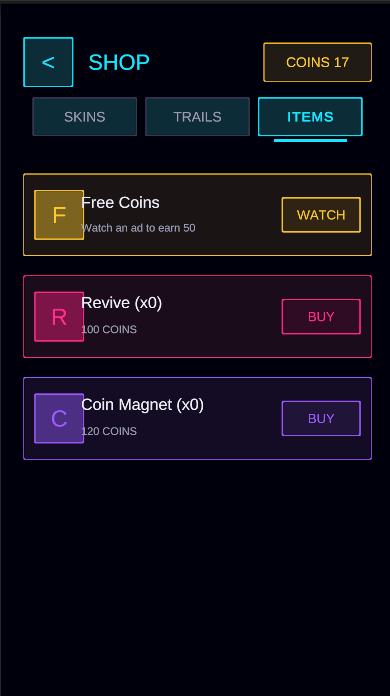 < SHOP COINS 17
SKINS TRAILS ITEMS
F Free Coins WATCH
Watch an ad to earn 50
R Revive (x0) BUY
100 COINS
C Coin Magnet (x0) BUY
120 COINS